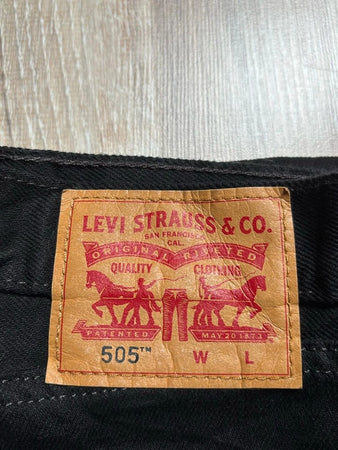 LEVI STRAUSS & CO.
SAN FRANCISCO
CAL.
ORIGINAL RIVETED
QUALITY CLOTHING
PATENTED MAY 20 1873
505™ W L